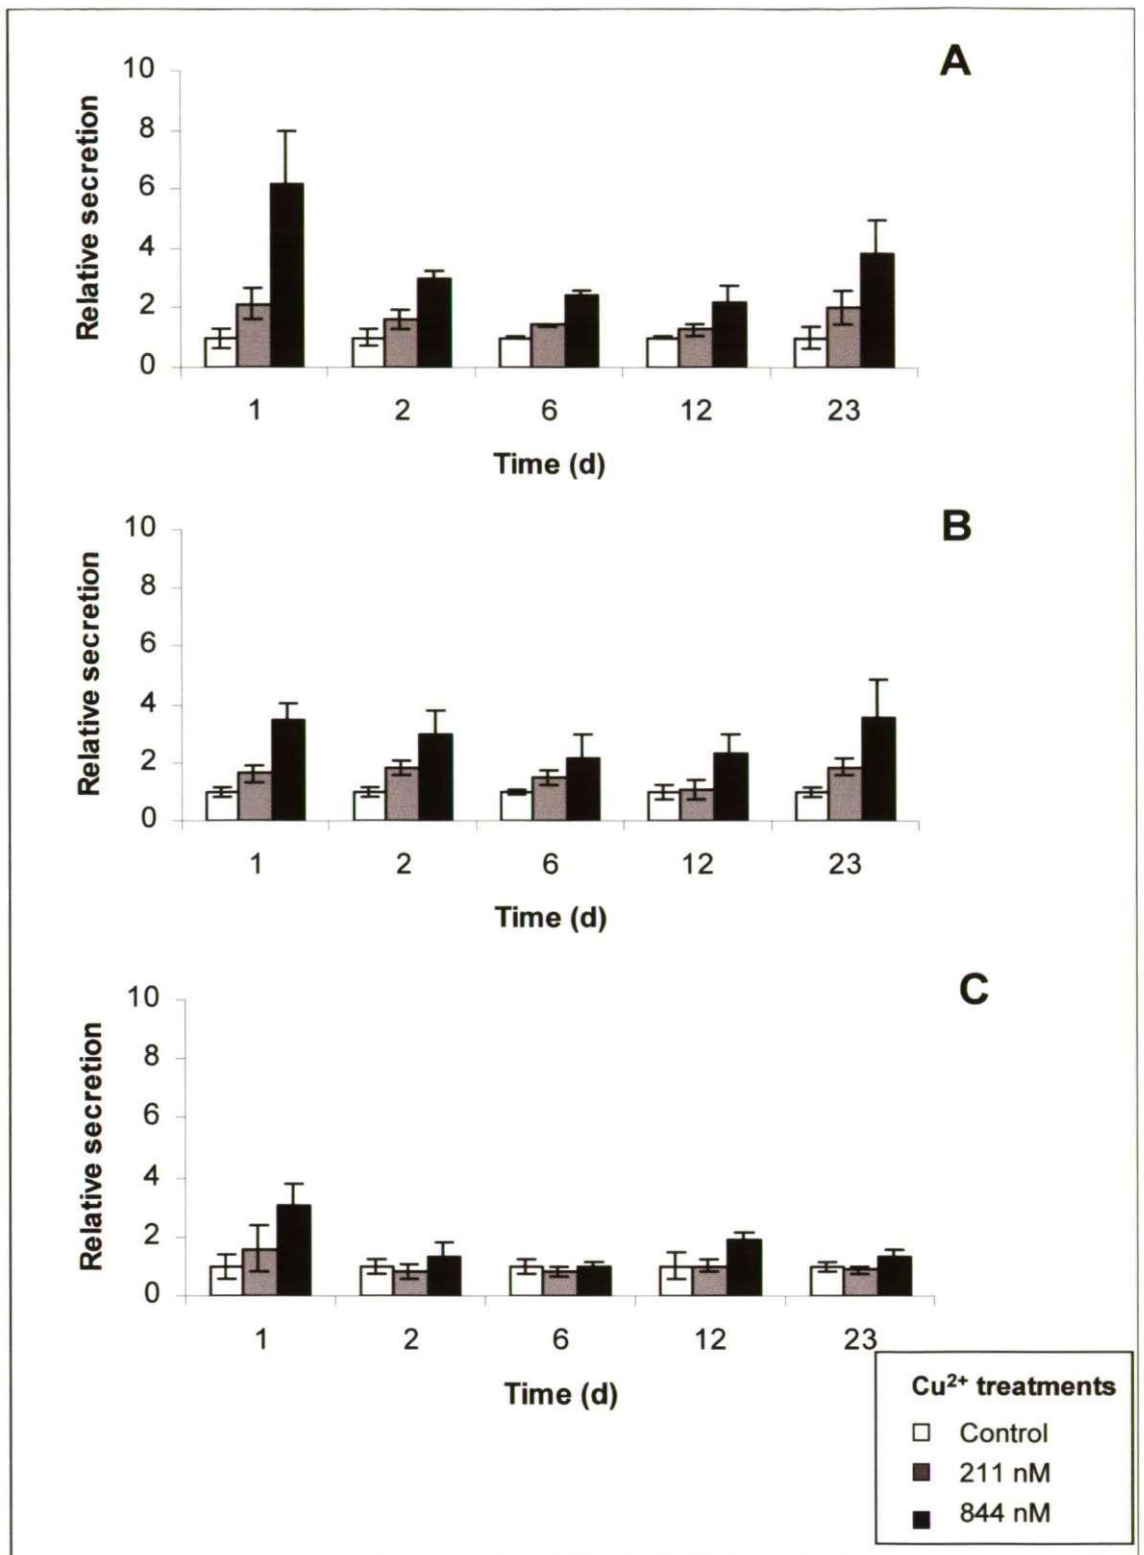 A
10
8
6
4
2
0
Relative secretion
1 2 6 12 23
Time (d)
B
10
8
6
4
2
0
Relative secretion
1 2 6 12 23
Time (d)
C
10
8
6
4
2
0
Relative secretion
1 2 6 12 23
Time (d)
Cu²⁺ treatments
Control
211 nM
844 nM